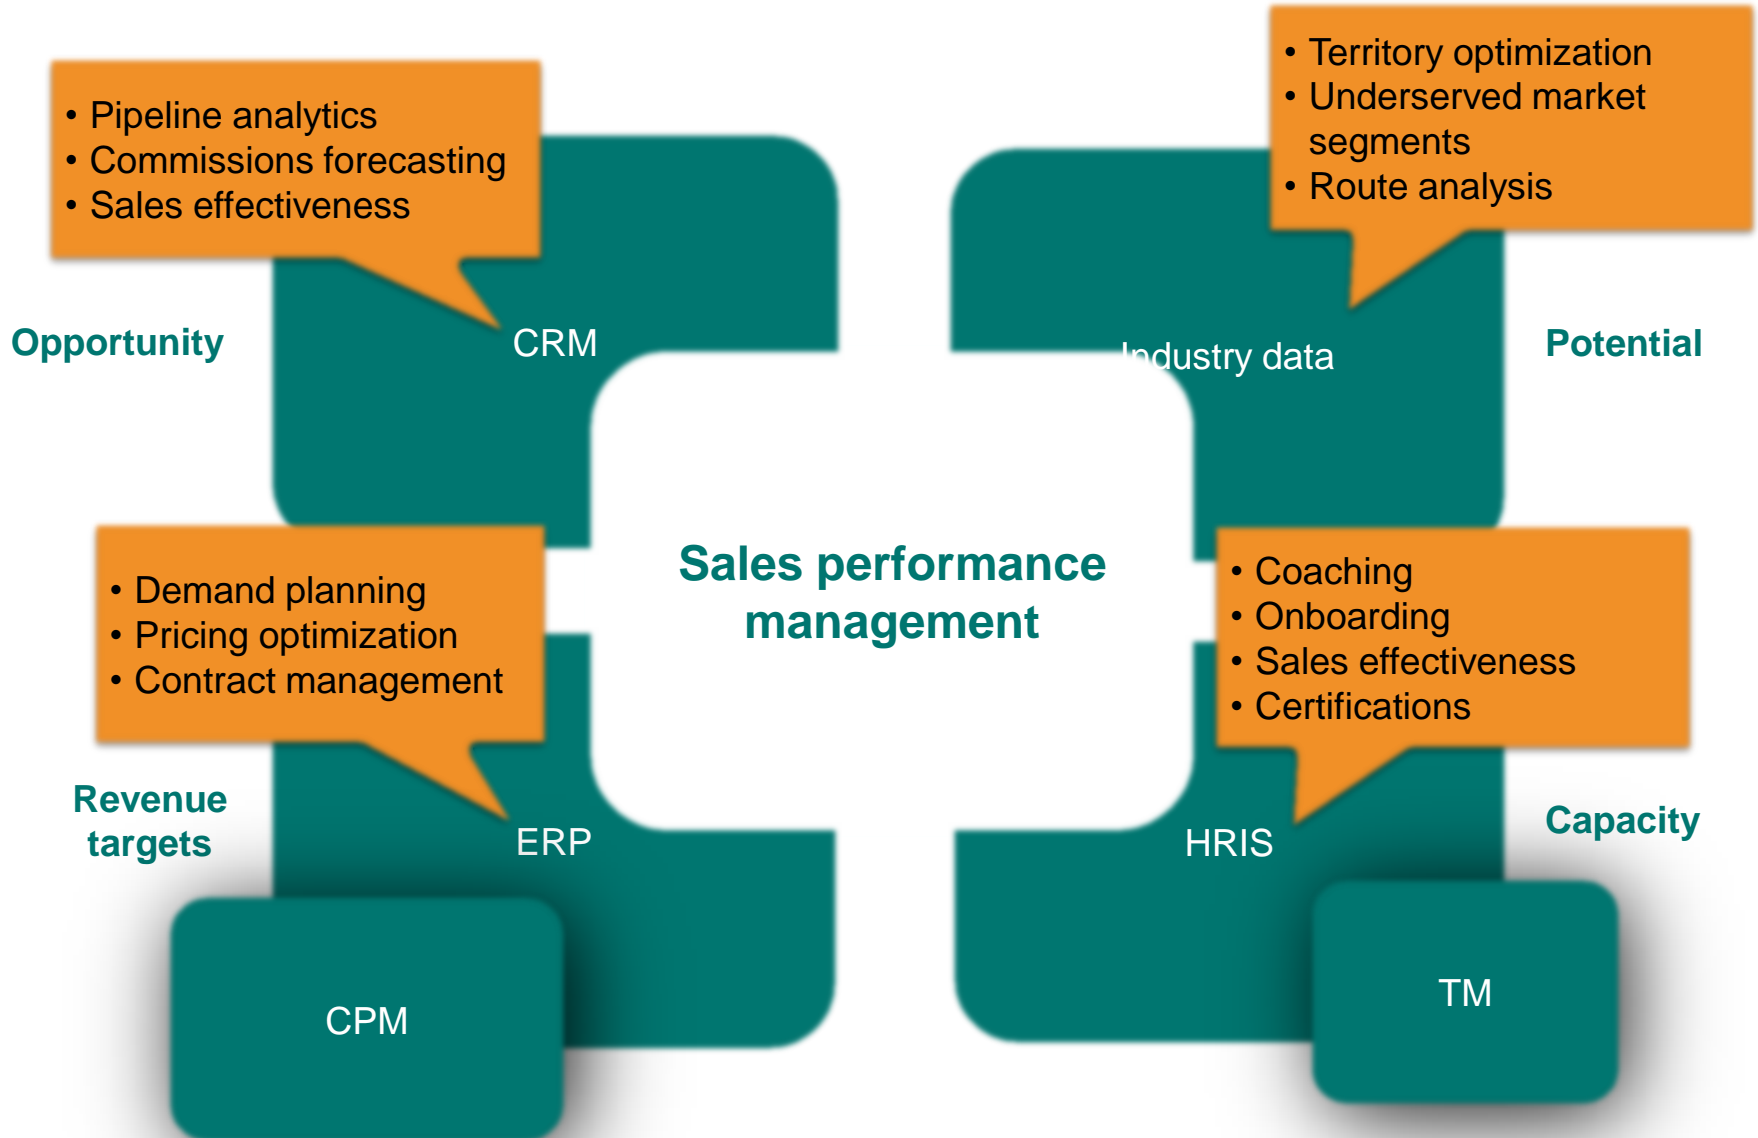 • Pipeline analytics
• Commissions forecasting
• Sales effectiveness
• Territory optimization
• Underserved market
segments
• Route analysis
Opportunity
CRM
Industry data
Potential
Sales performance
management
• Demand planning
• Pricing optimization
• Contract management
• Coaching
• Onboarding
• Sales effectiveness
• Certifications
Revenue
targets
ERP
HRIS
Capacity
CPM
TM